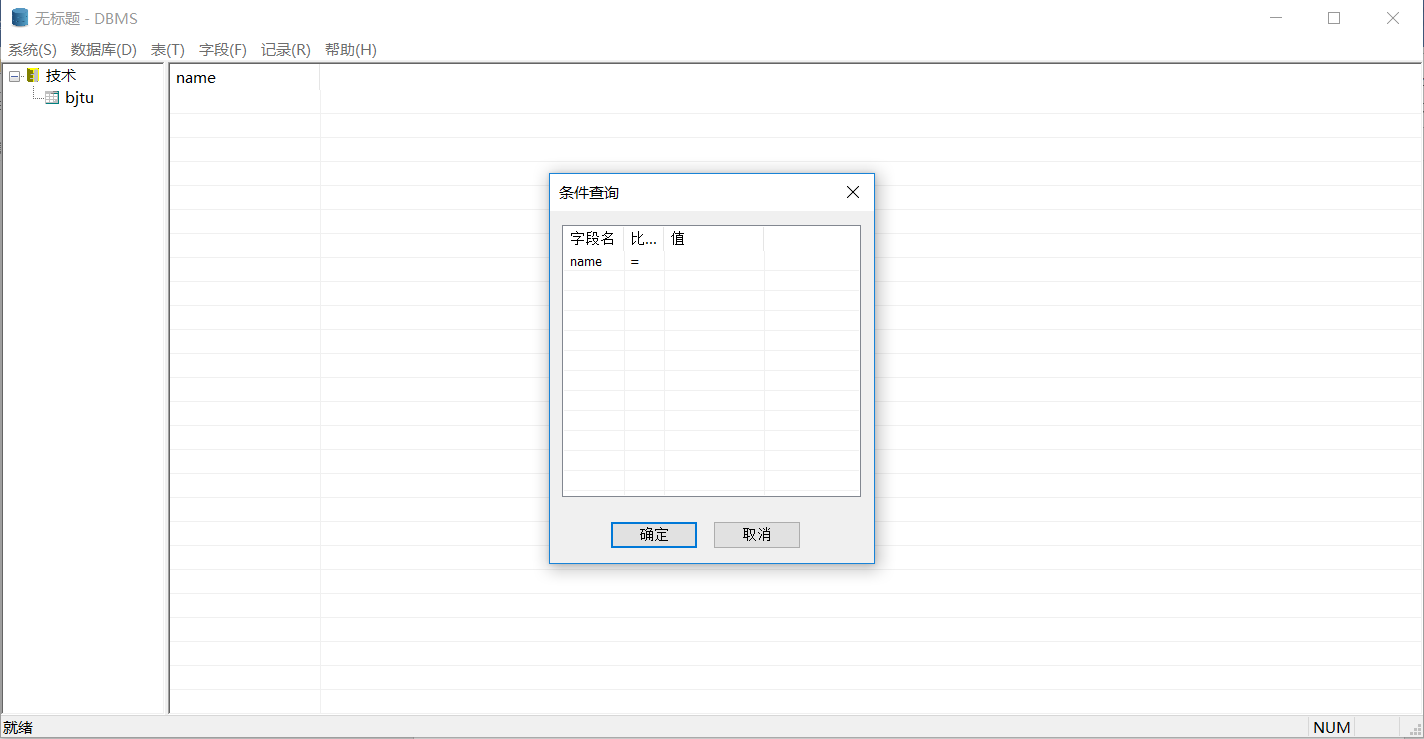 无标题 - DBMS
系统(S) 数据库(D) 表(T) 字段(F) 记录(R) 帮助(H)
技术
bjtu
name
条件查询
字段名 比... 值
name =
确定 取消
就绪 NUM